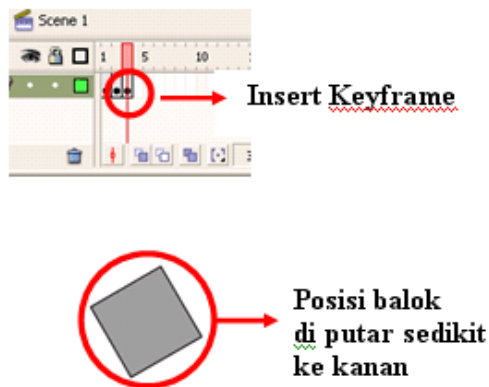 Scene 1
1 5 10
Insert Keyframe
Posisi balok
di putar sedikit
ke kanan